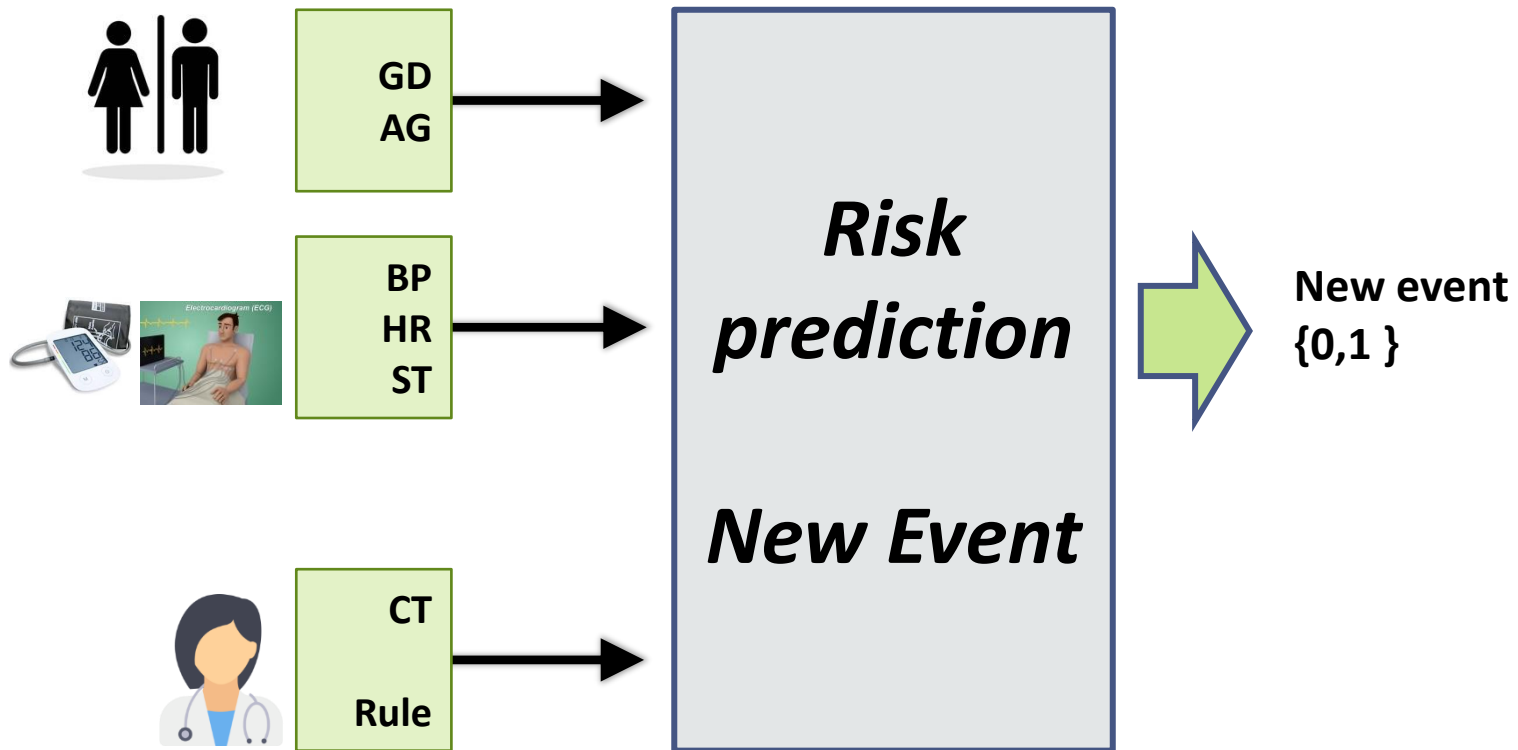 GD
AG
BP
HR
ST
Electrocardiogram (ECG)
CT
Rule
Risk
prediction
New Event
New event
{0,1 }